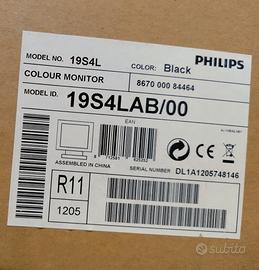 MODEL NO. 19S4L
COLOR: Black
PHILIPS
COLOUR MONITOR
8670 000 84464
MODEL ID. 19S4LAB/00
EAN
ASSEMBLED IN CHINA
SERIAL NUMBER
DL1A1205748146
R11
1205
subito